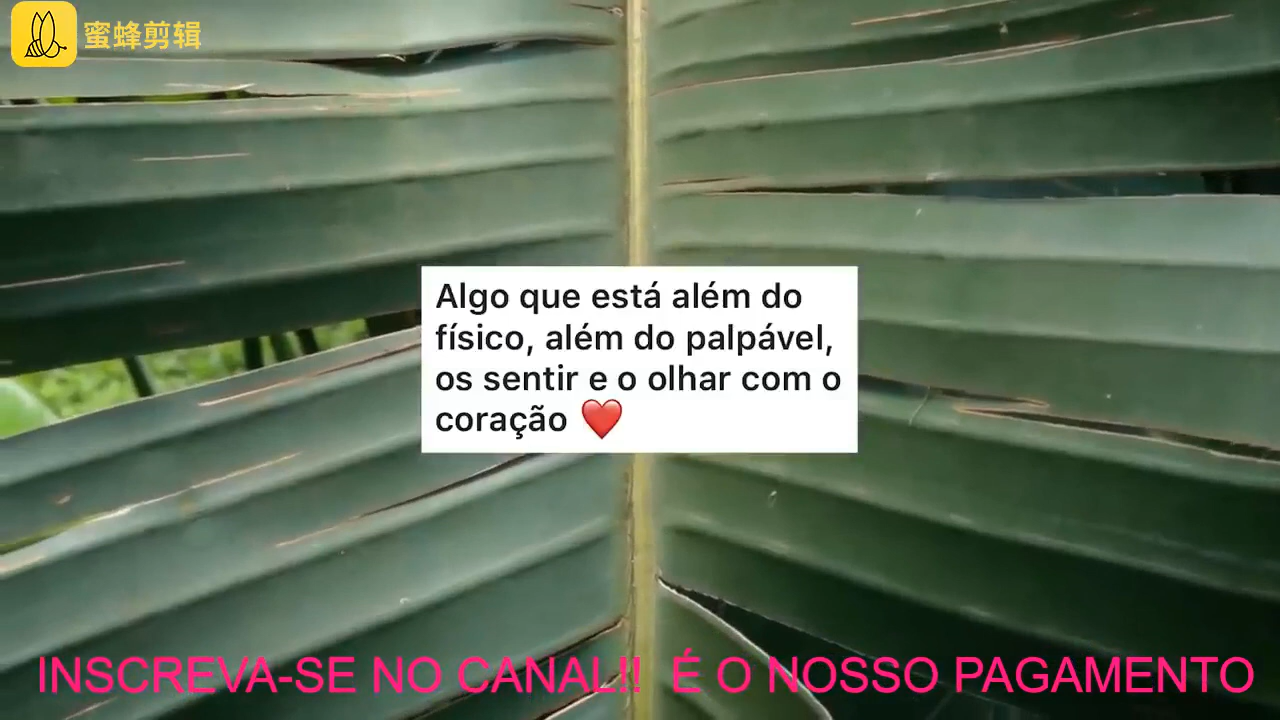 蜜蜂剪辑
Algo que está além do
físico, além do palpável,
os sentir e o olhar com o
coração ❤️
INSCREVA-SE NO CANAL!! É O NOSSO PAGAMENTO